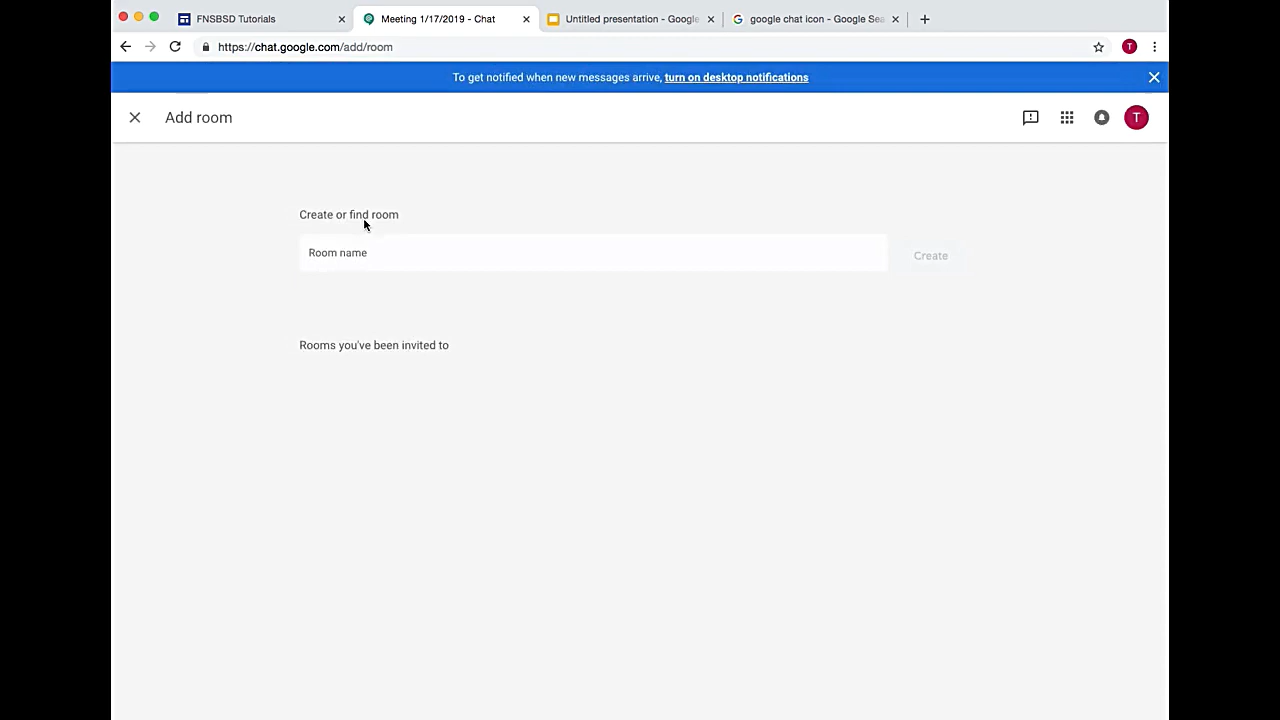 FNSBSD Tutorials
Meeting 1/17/2019 - Chat
Untitled presentation - Google
google chat icon - Google Sea
https://chat.google.com/add/room
T
To get notified when new messages arrive, turn on desktop notifications
Add room
T
Create or find room
Room name
Create
Rooms you've been invited to